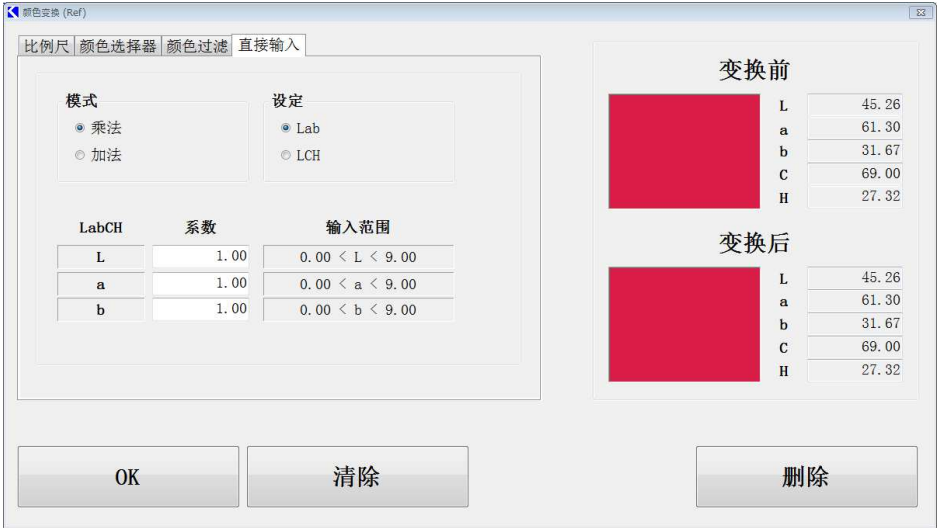 颜色变换 (Ref)
比例尺 颜色选择器 颜色过滤 直接输入
模式
乘法
加法
设定
Lab
LCH
LabCH 系数 输入范围
L 1.00 0.00 < L < 9.00
a 1.00 0.00 < a < 9.00
b 1.00 0.00 < b < 9.00
变换前
L 45.26
a 61.30
b 31.67
C 69.00
H 27.32
变换后
L 45.26
a 61.30
b 31.67
C 69.00
H 27.32
OK 清除 删除